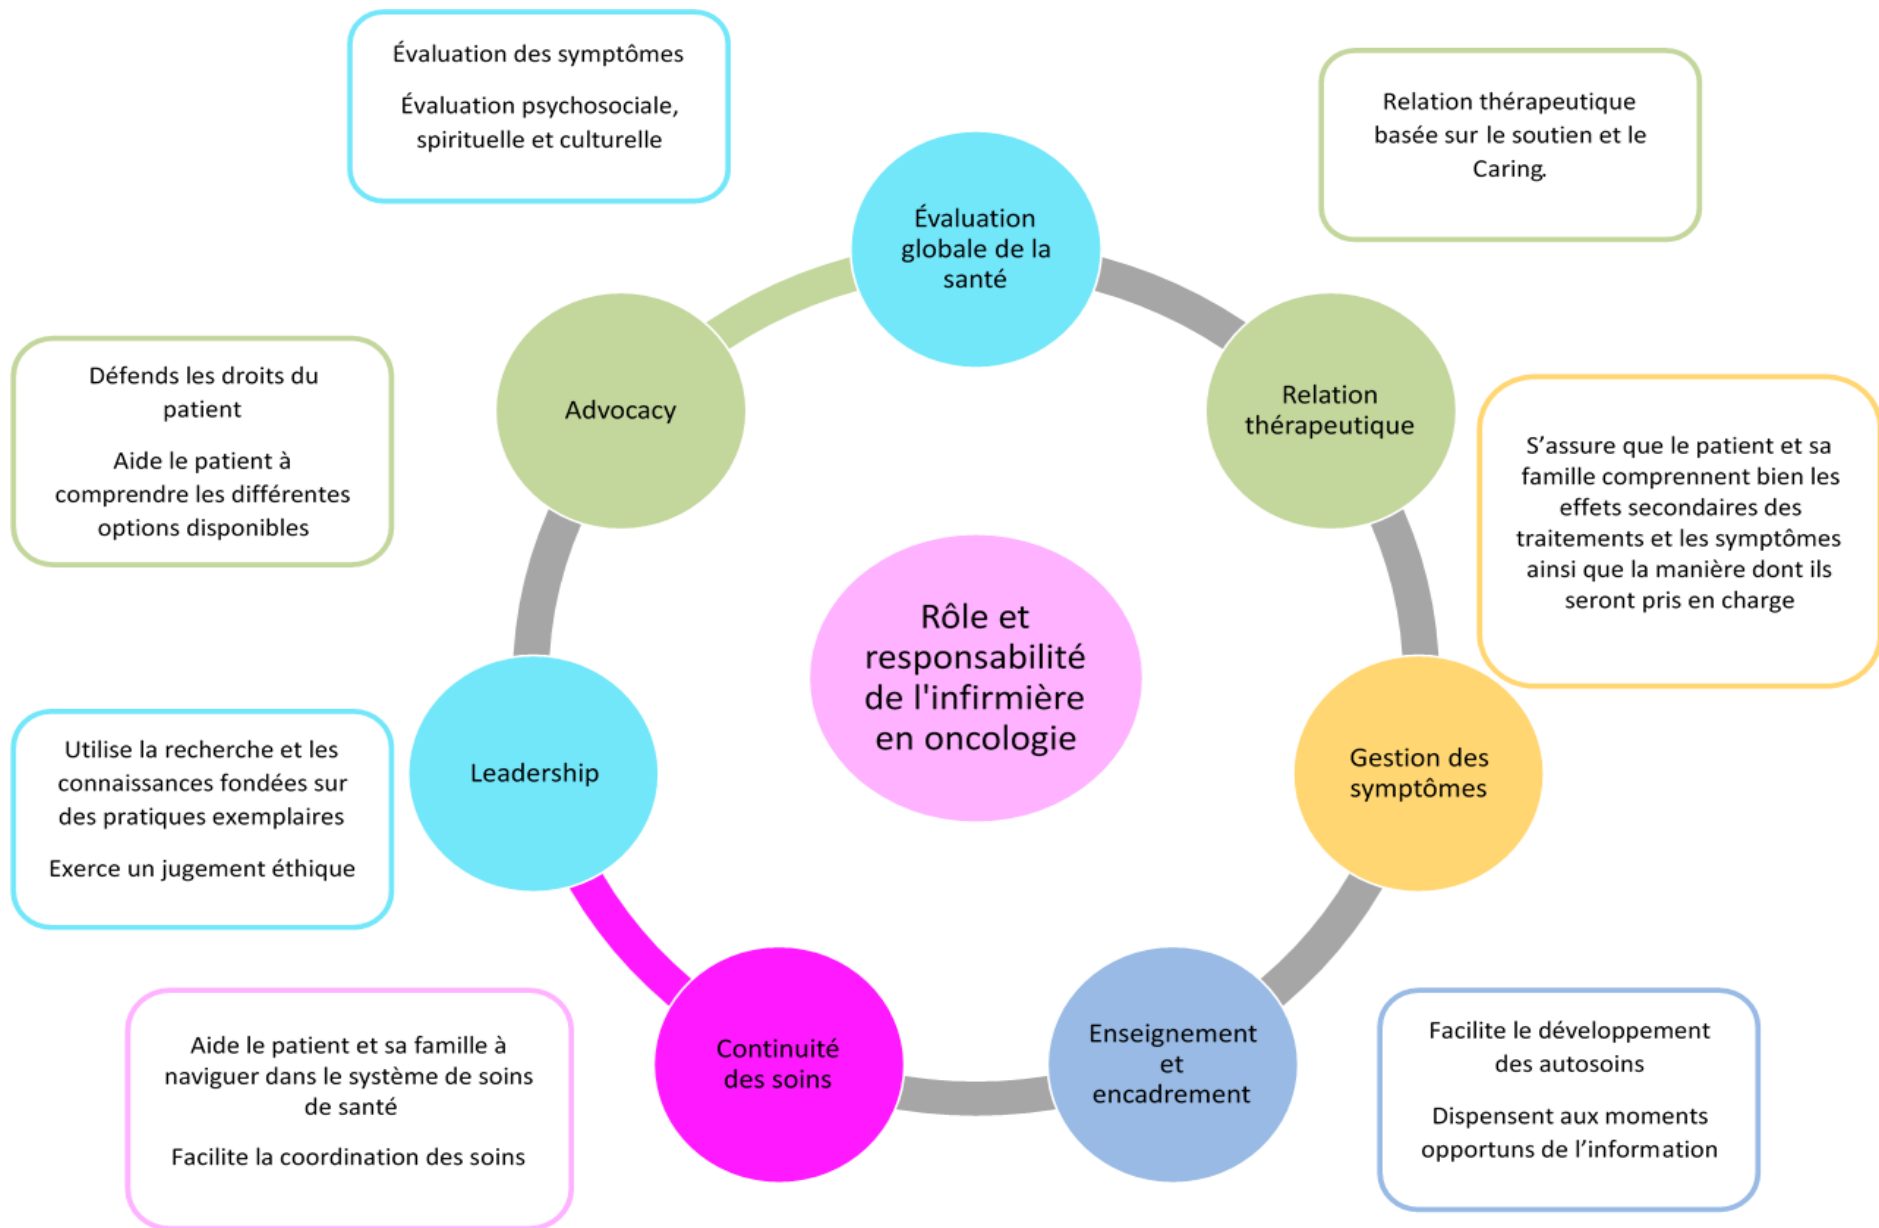 Évaluation des symptômes
Évaluation psychosociale,
spirituelle et culturelle
Relation thérapeutique
basée sur le soutien et le
Caring.
Évaluation
globale de la
santé
Défends les droits du
patient
Aide le patient à
comprendre les différentes
options disponibles
Advocacy
Relation
thérapeutique
S’assure que le patient et sa
famille comprennent bien les
effets secondaires des
traitements et les symptômes
ainsi que la manière dont ils
seront pris en charge
Rôle et
responsabilité
de l'infirmière
en oncologie
Utilise la recherche et les
connaissances fondées sur
des pratiques exemplaires
Exerce un jugement éthique
Leadership
Gestion des
symptômes
Aide le patient et sa famille à
naviguer dans le système de soins
de santé
Facilite la coordination des soins
Continuité
des soins
Enseignement
et
encadrement
Facilite le développement
des autosoins
Dispensent aux moments
opportuns de l’information